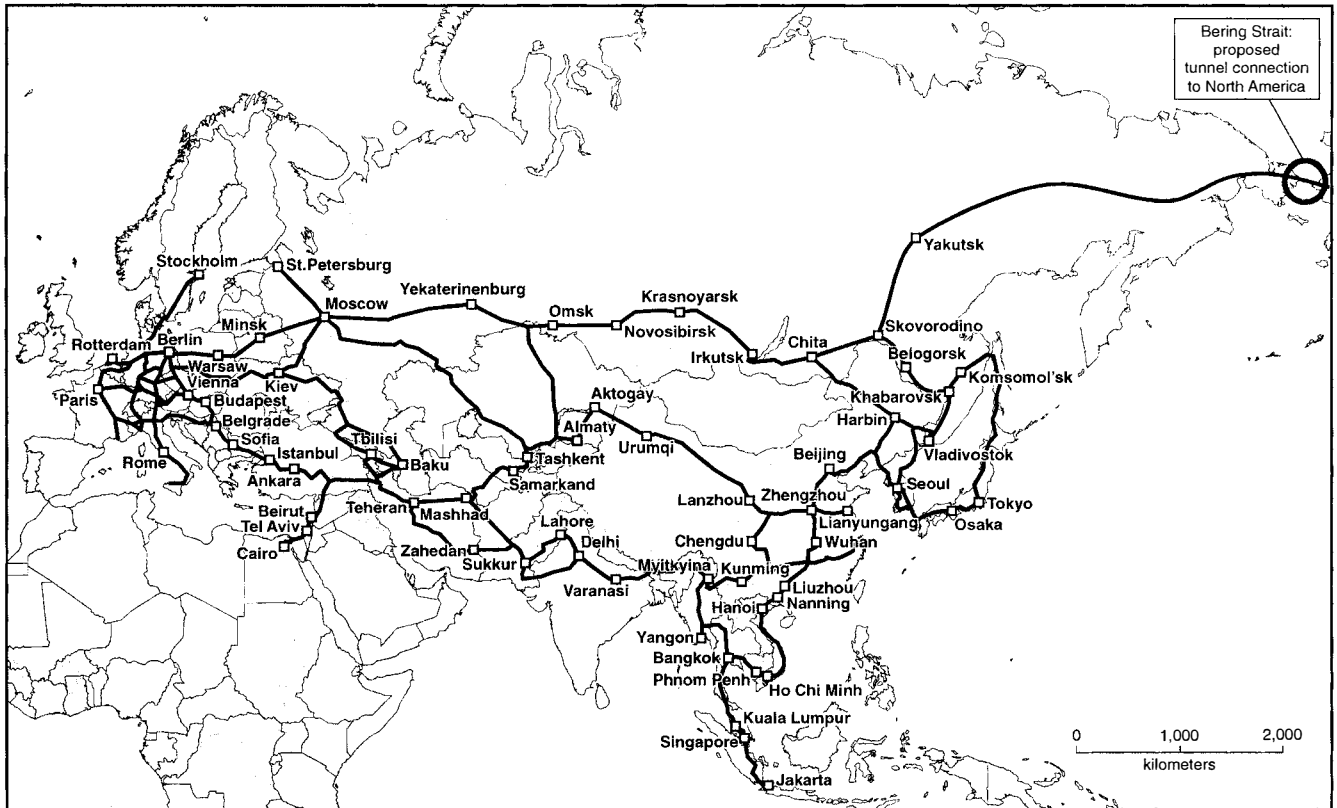 Bering Strait:
proposed
tunnel connection
to North America
Yakutsk
Stockholm
St.Petersburg
Yekaterinenburg
Krasnoyarsk
Moscow
Omsk
Minsk
Novosibirsk
Skovorodino
Rotterdam
Berlin
Irkutsk
Chita
Belogorsk
Warsaw
Komsomol'sk
Vienna
Kiev
Aktogay
Khabarovsk
Paris
Budapest
Harbin
Belgrade
Almaty
Sofia
Tbilisi
Urumqi
Istanbul
Vladivostok
Rome
Baku
Tashkent
Beijing
Ankara
Samarkand
Seoul
Lanzhou
Zhengzhou
Tokyo
Teheran
Mashhad
Beirut
Lianyungang
Osaka
Tel Aviv
Lahore
Chengdu
Wuhan
Cairo
Zahedan
Delhi
Sukkur
Myitkyina
Kunming
Varanasi
Liuzhou
Hanoi
Nanning
Yangon
Bangkok
Phnom Penh
Ho Chi Minh
Kuala Lumpur
Singapore
Jakarta
0 1,000 2,000
kilometers